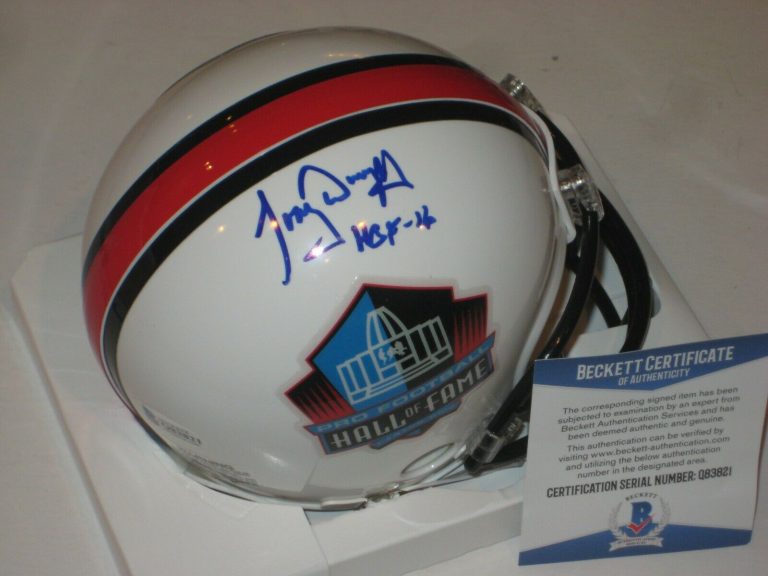 Tony Dungy
HOF-16
PRO FOOTBALL
HALL OF FAME
BECKETT CERTIFICATE
OF AUTHENTICITY
The corresponding signed item has been
subjected to examination by an expert from
Beckett Authentication Services and has
been deemed authentic and genuine.
This authentication can be verified by
visiting www.beckett-authentication.com
and utilizing the below authentication
number in the designated area.
CERTIFICATION SERIAL NUMBER: Q83821
BECKETT
B